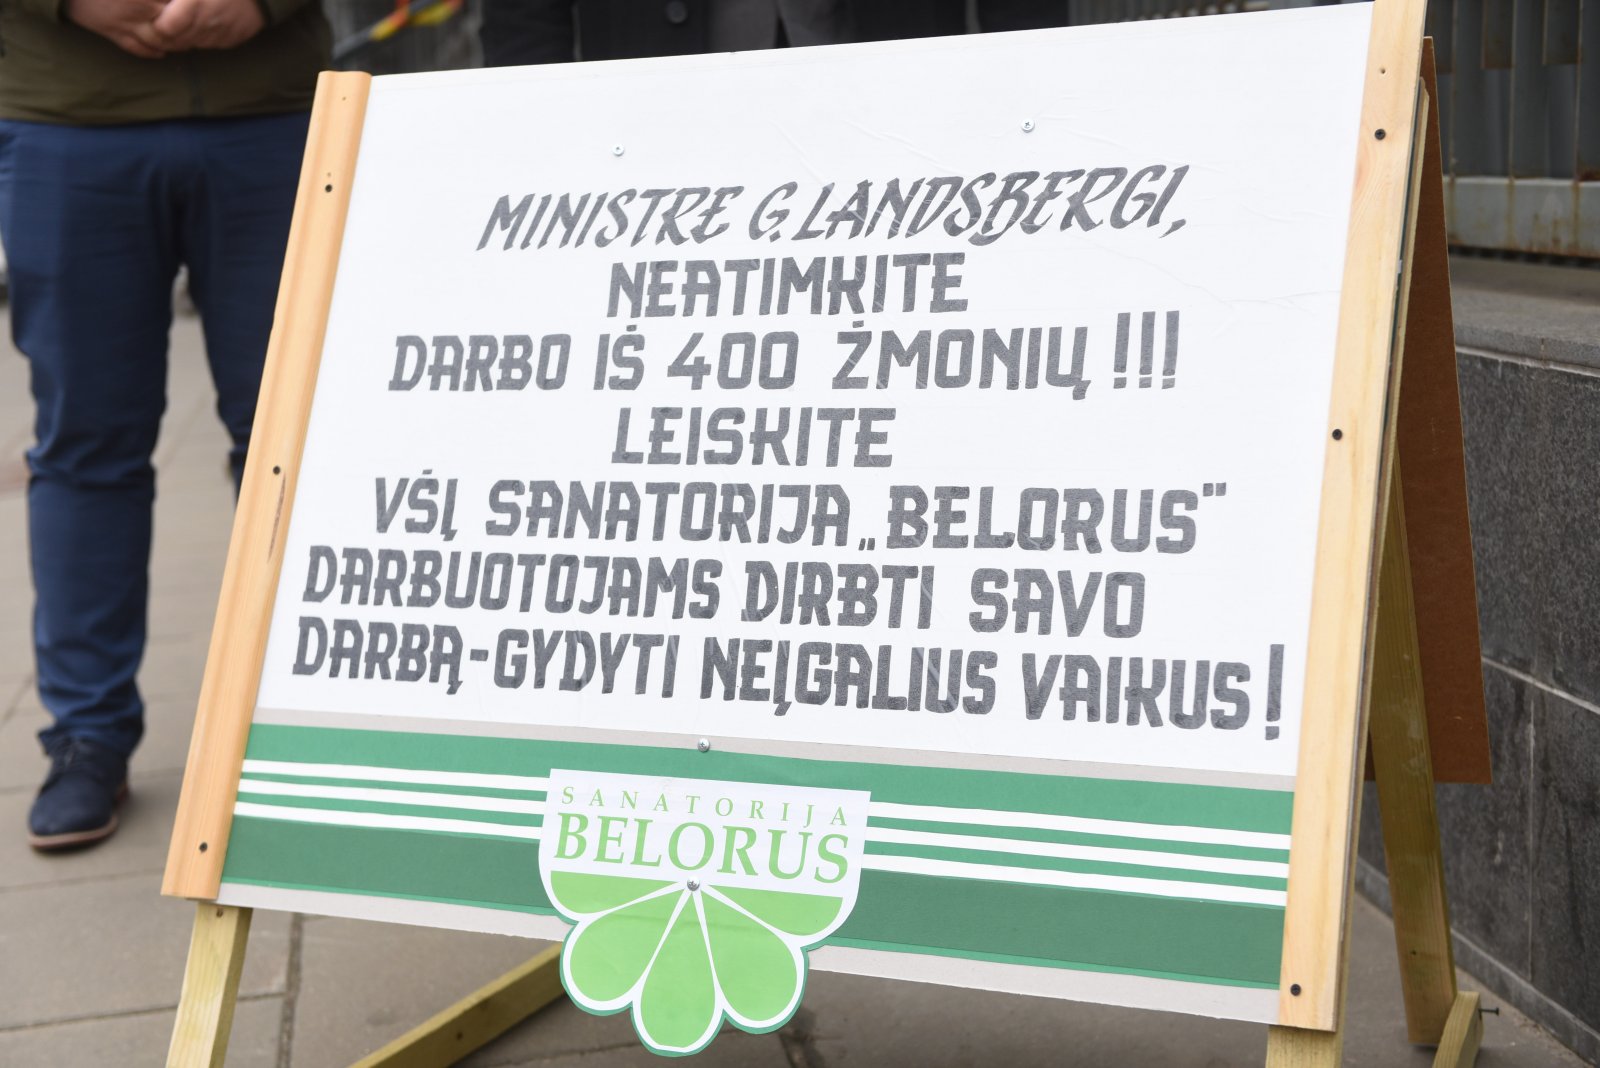 MINISTRE G. LANDSBERGI,
NEATIMKITE
DARBO IŠ 400 ŽMONIŲ !!!
LEISKITE
VŠĮ SANATORIJA „BELORUS“
DARBUOTOJAMS DIRBTI SAVO
DARBĄ-GYDYTI NEĮGALIUS VAIKUS!
SANATORIJA
BELORUS